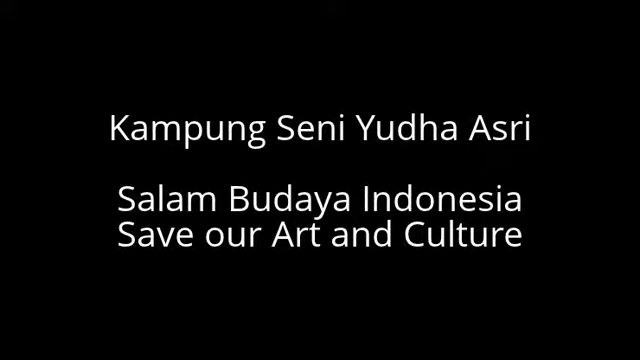 Kampung Seni Yudha Asri
Salam Budaya Indonesia
Save our Art and Culture